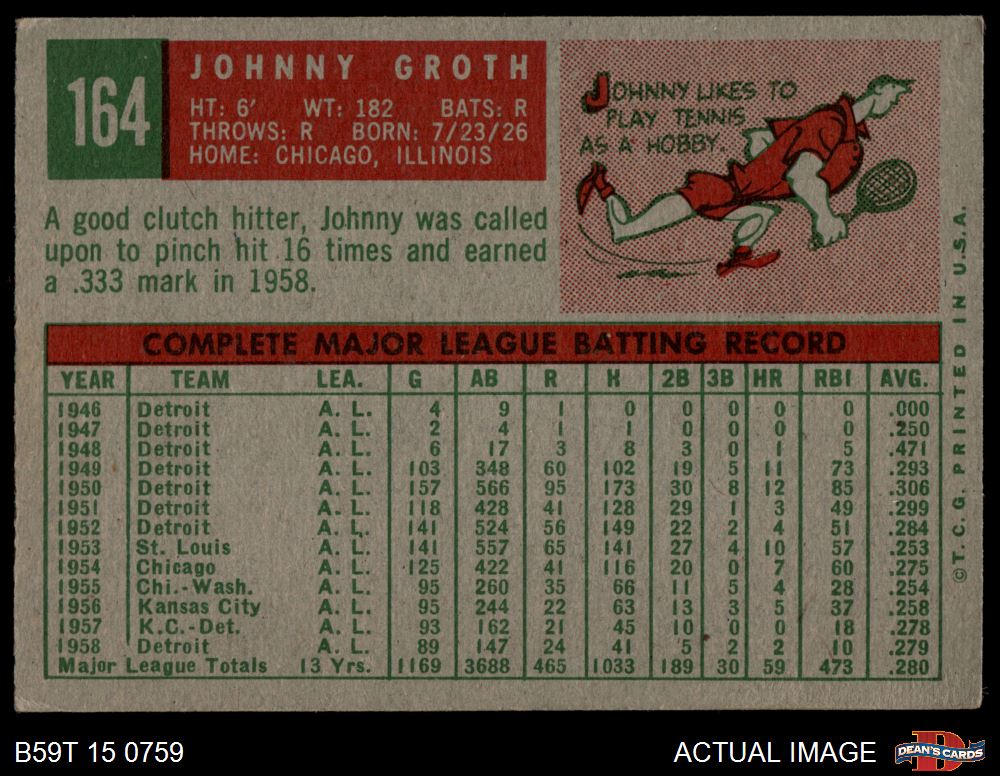 164
JOHNNY GROTH
HT: 6' WT: 182 BATS: R
THROWS: R BORN: 7/23/26
HOME: CHICAGO, ILLINOIS
JOHNNY LIKES TO
PLAY TENNIS
AS A HOBBY.
A good clutch hitter, Johnny was called
upon to pinch hit 16 times and earned
a .333 mark in 1958.
COMPLETE MAJOR LEAGUE BATTING RECORD
YEAR TEAM LEA. G AB R H 2B 3B HR RBI AVG.
1946 Detroit A. L. 4 9 1 0 0 0 0 0 .000
1947 Detroit A. L. 2 4 1 1 0 0 0 0 .250
1948 Detroit A. L. 6 17 3 8 3 0 1 5 .471
1949 Detroit A. L. 103 348 60 102 19 5 11 73 .293
1950 Detroit A. L. 157 566 95 173 30 8 12 85 .306
1951 Detroit A. L. 118 428 41 128 29 1 3 49 .299
1952 Detroit A. L. 141 524 56 149 22 2 4 51 .284
1953 St. Louis A. L. 141 557 65 141 27 4 10 57 .253
1954 Chicago A. L. 125 422 41 116 20 0 7 60 .275
1955 Chi.-Wash. A. L. 95 260 35 66 11 5 4 28 .254
1956 Kansas City A. L. 95 244 22 63 13 3 5 37 .258
1957 K.C.-Det. A. L. 93 162 21 45 10 0 0 18 .278
1958 Detroit A. L. 89 147 24 41 5 2 2 10 .279
Major League Totals 13 Yrs. 1169 3688 465 1033 189 30 59 473 .280
©T.C.G. PRINTED IN U.S.A.
B59T 15 0759
ACTUAL IMAGE
D
DEAN'S CARDS